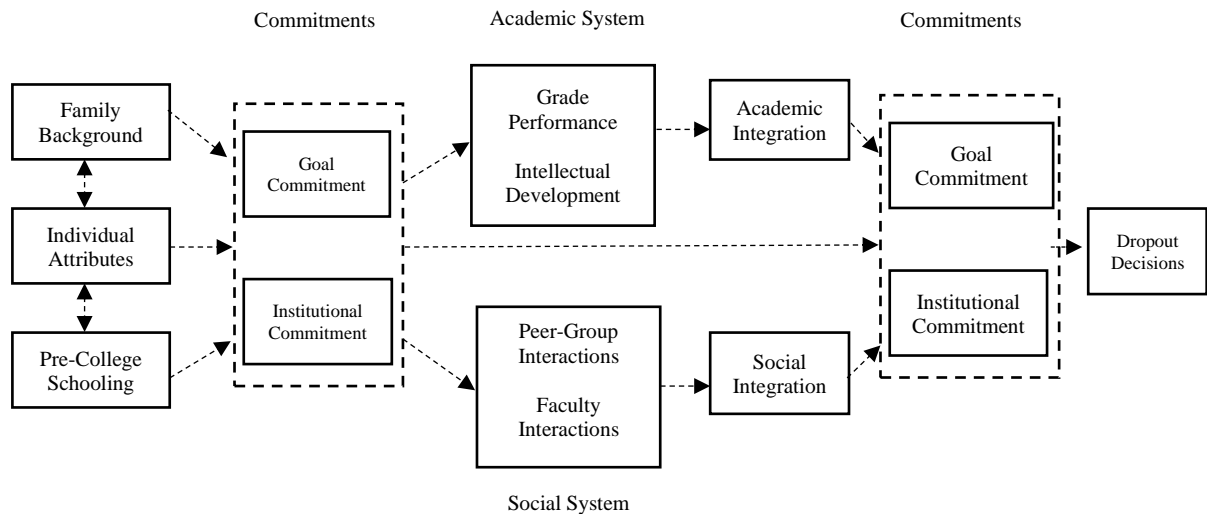 Commitments
Academic System
Commitments
Family
Background
Individual
Attributes
Pre-College
Schooling
Goal
Commitment
Institutional
Commitment
Grade
Performance
Intellectual
Development
Peer-Group
Interactions
Faculty
Interactions
Academic
Integration
Social
Integration
Goal
Commitment
Institutional
Commitment
Dropout
Decisions
Social System